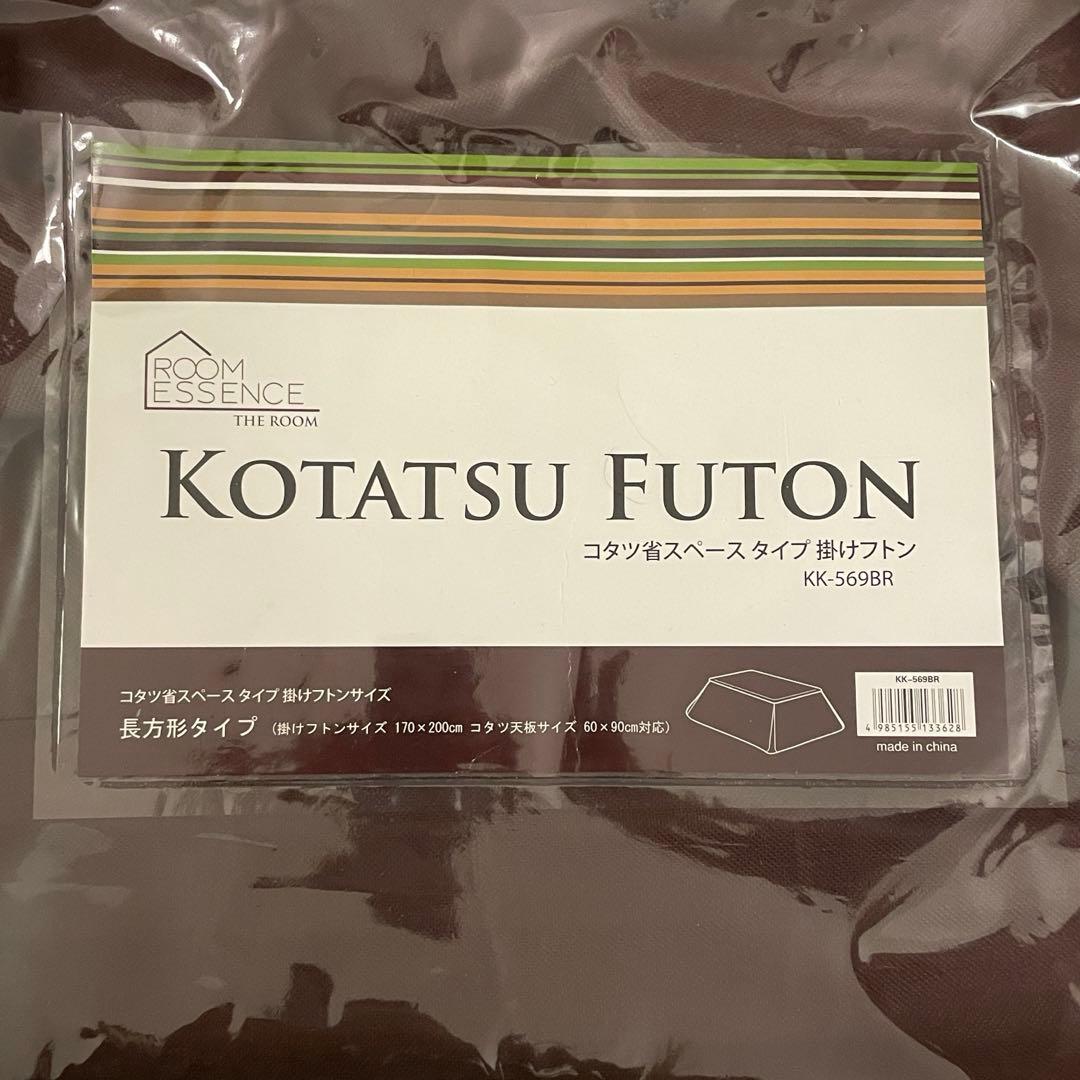 ROOM
ESSENCE
THE ROOM
KOTATSU FUTON
コタツ省スペース タイプ 掛けフトン
KK-569BR
コタツ省スペース タイプ 掛けフトンサイズ
長方形タイプ (掛けフトンサイズ 170×200㎝ コタツ天板サイズ 60×90㎝対応)
KK-569BR
4 985155 133628
made in china